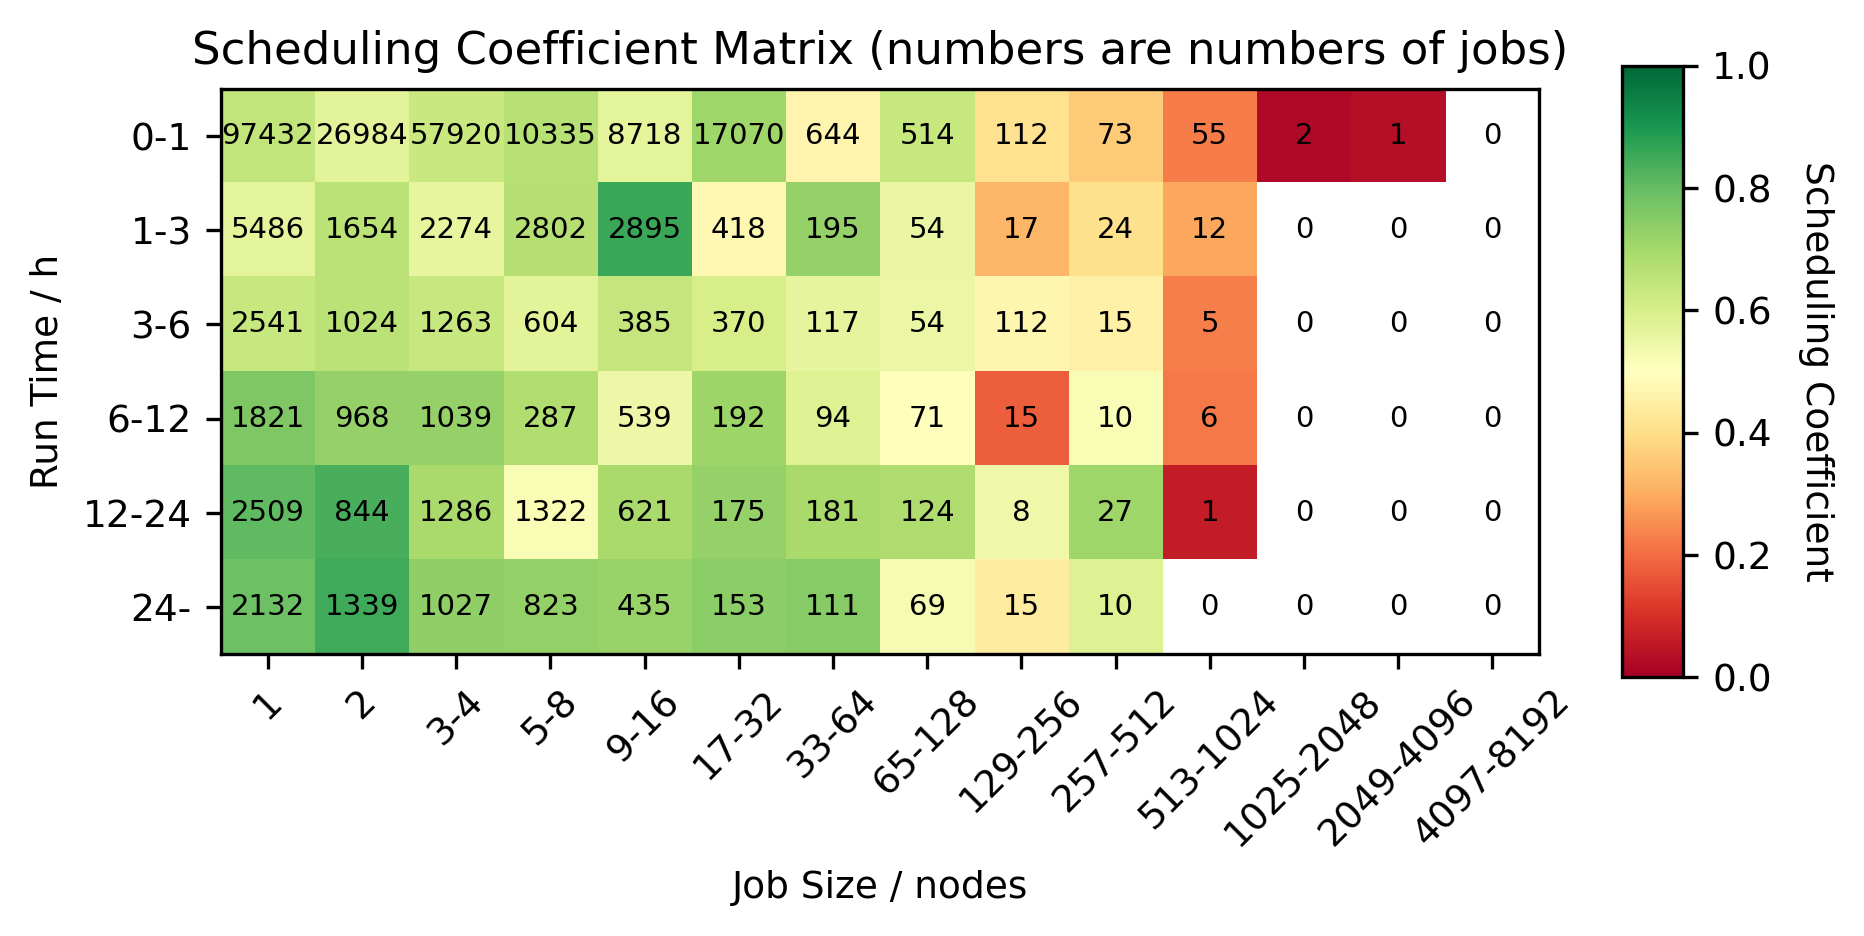 Scheduling Coefficient Matrix (numbers are numbers of jobs)
Run Time / h
0-1 97432 26984 57920 10335 8718 17070 644 514 112 73 55 2 1 0
1-3 5486 1654 2274 2802 2895 418 195 54 17 24 12 0 0 0
3-6 2541 1024 1263 604 385 370 117 54 112 15 5 0 0 0
6-12 1821 968 1039 287 539 192 94 71 15 10 6 0 0 0
12-24 2509 844 1286 1322 621 175 181 124 8 27 1 0 0 0
24- 2132 1339 1027 823 435 153 111 69 15 10 0 0 0 0
1 2 3-4 5-8 9-16 17-32 33-64 65-128 129-256 257-512 513-1024 1025-2048 2049-4096 4097-8192
Job Size / nodes
1.0
0.8
0.6
0.4
0.2
0.0
Scheduling Coefficient